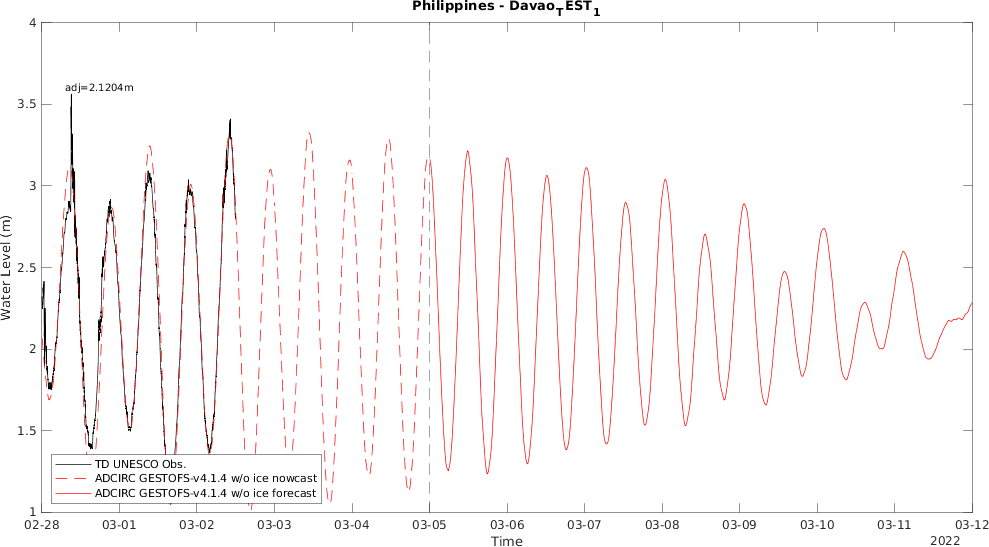 Philippines - Davao_TEST_1
4
adj=2.1204m
3.5
3
2.5
2
1.5
1
Water Level (m)
TD UNESCO Obs.
ADCIRC GESTOFS-v4.1.4 w/o ice nowcast
ADCIRC GESTOFS-v4.1.4 w/o ice forecast
02-28 03-01 03-02 03-03 03-04 03-05 03-06 03-07 03-08 03-09 03-10 03-11 03-12
Time
2022